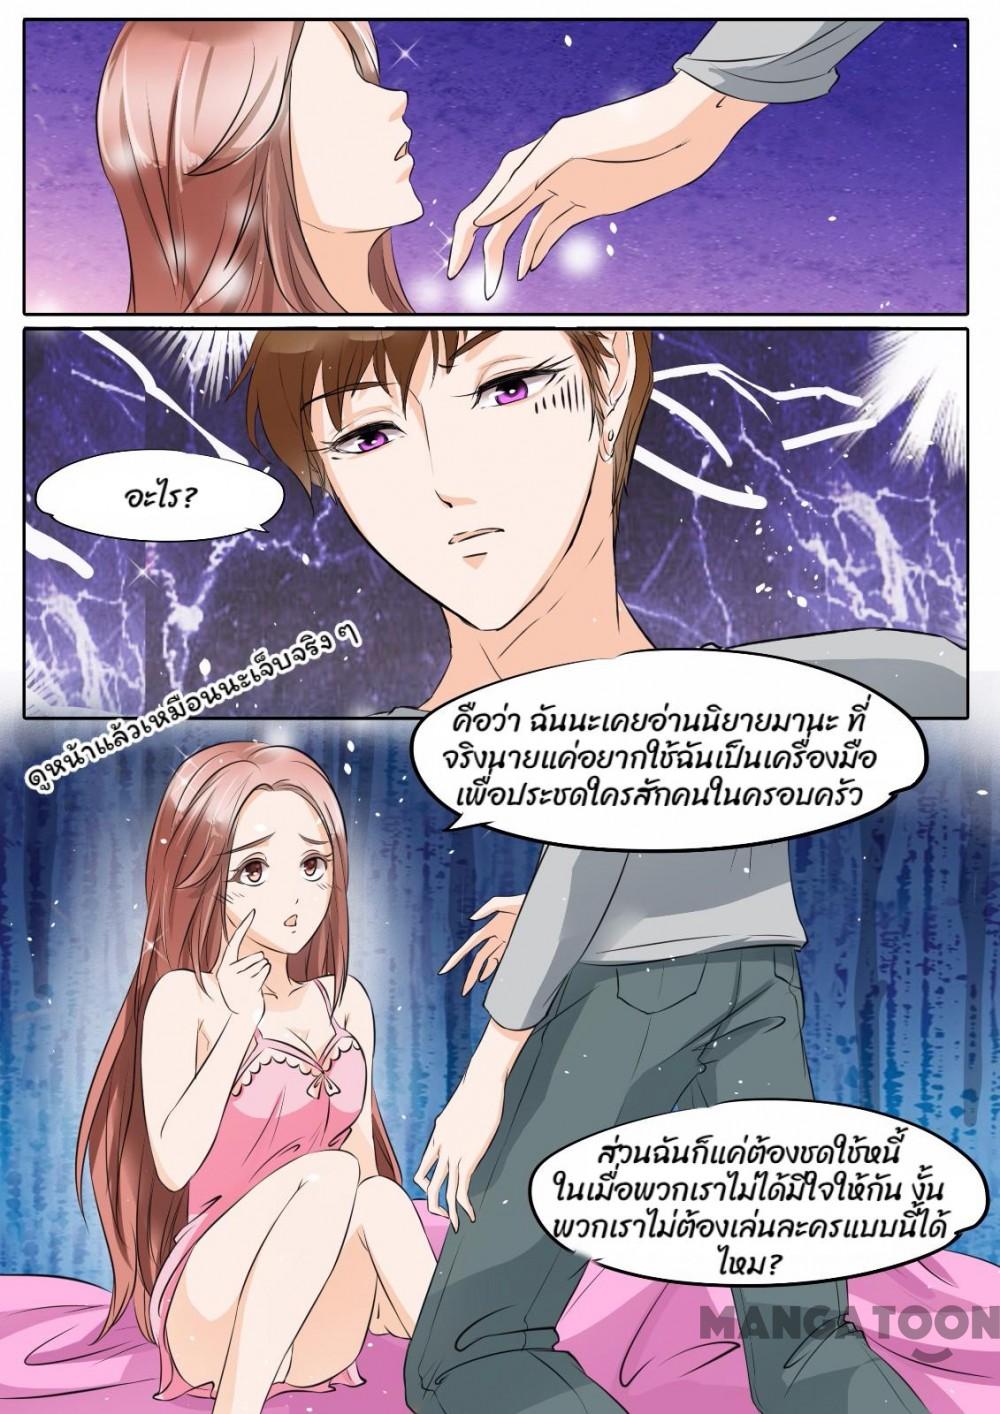 อะไร?
ดูหน้าแล้วเหมือนนะเจ็บจริง ๆ
คือว่า ฉันนะเคยอ่านนิยายมานะ ที่
จริงนายแค่อยากใช้ฉันเป็นเครื่องมือ
เพื่อประชดใครสักคนในครอบครัว
ส่วนฉันก็แค่ต้องชดใช้หนี้
ในเมื่อพวกเราไม่ได้มีใจให้กัน งั้น
พวกเราไม่ต้องเล่นละครแบบนี้ได้
ไหม?
MANGATOON